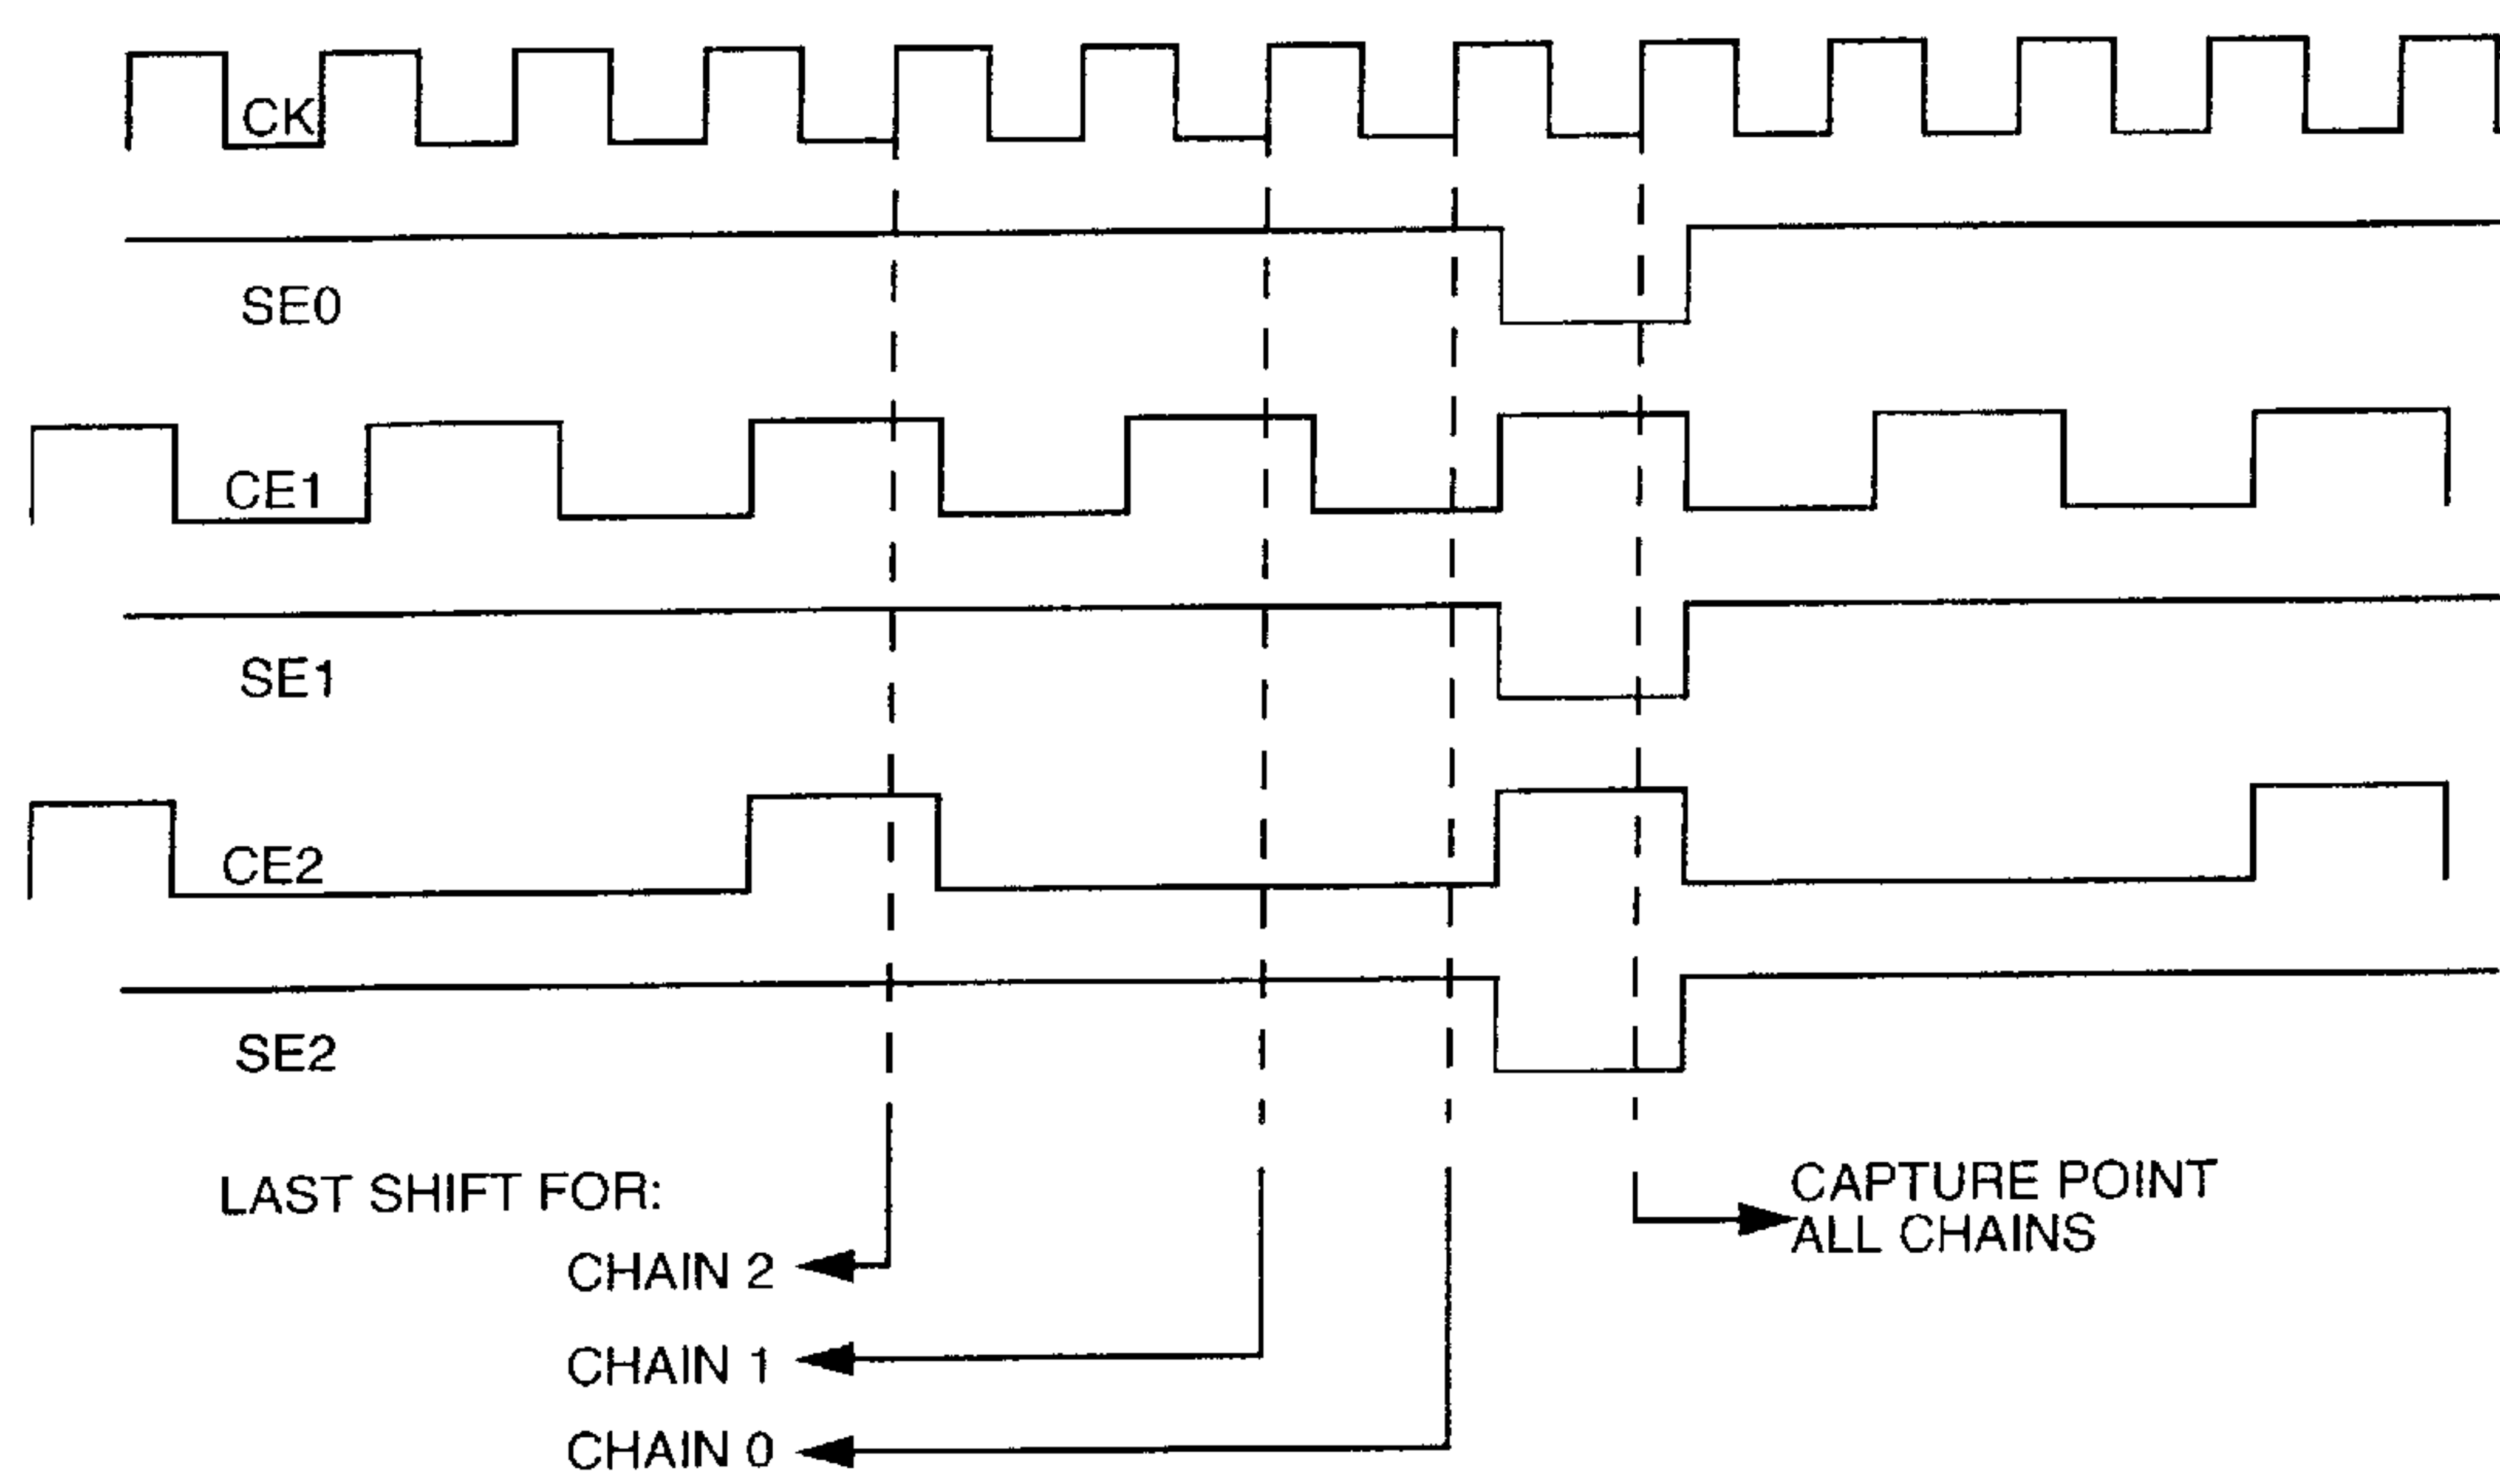 CK
SE0
CE1
SE1
CE2
SE2
LAST SHIFT FOR:
CHAIN 2
CHAIN 1
CHAIN 0
CAPTURE POINT
ALL CHAINS